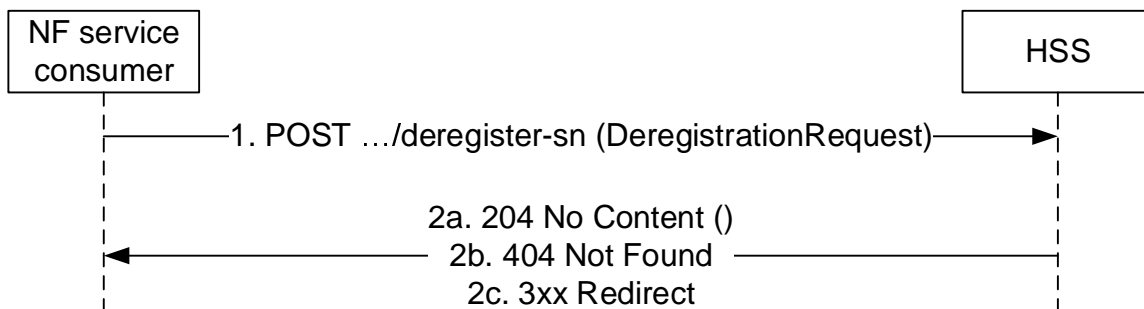 NF service
consumer
HSS
1. POST …/deregister-sn (DeregistrationRequest)
2a. 204 No Content ()
2b. 404 Not Found
2c. 3xx Redirect